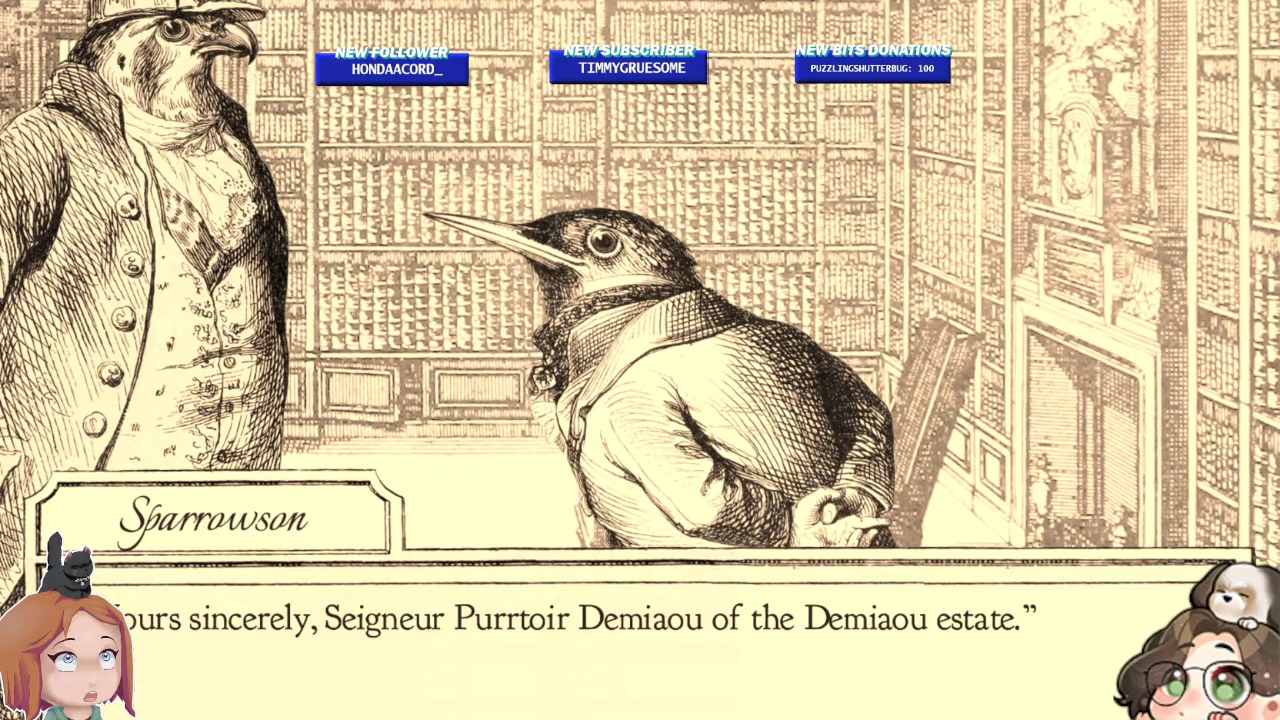 NEW FOLLOWER
HONDAACORD_
NEW SUBSCRIBER
TIMMYGRUESOME
NEW BITS DONATIONS
PUZZLINGSHUTTERBUG: 100
Sparrowson
ours sincerely, Seigneur Purrtoir Demiaou of the Demiaou estate.”